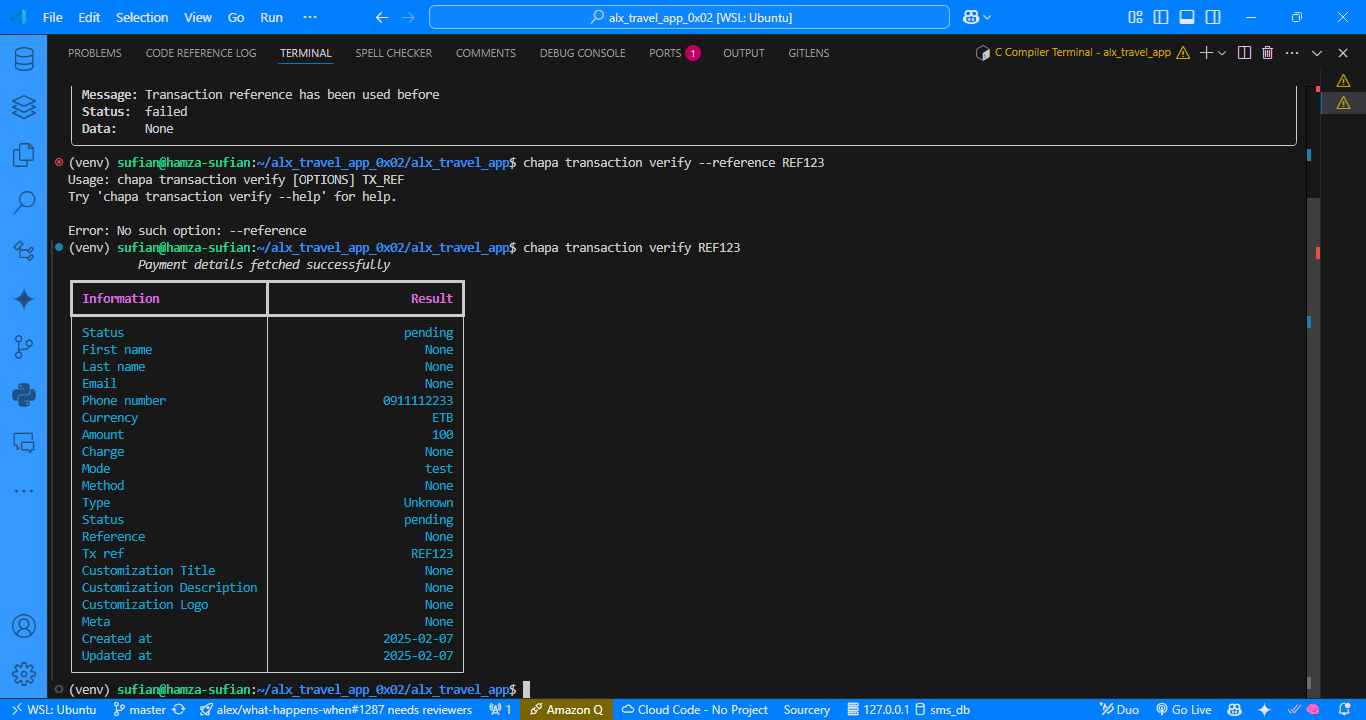 File Edit Selection View Go Run ··· alx_travel_app_0x02 [WSL: Ubuntu]
PROBLEMS CODE REFERENCE LOG TERMINAL SPELL CHECKER COMMENTS DEBUG CONSOLE PORTS 1 OUTPUT GITLENS C Compiler Terminal - alx_travel_app
Message: Transaction reference has been used before
Status: failed
Data: None
(venv) sufian@hamza-sufian:~/alx_travel_app_0x02/alx_travel_app$ chapa transaction verify --reference REF123
Usage: chapa transaction verify [OPTIONS] TX_REF
Try 'chapa transaction verify --help' for help.
Error: No such option: --reference
(venv) sufian@hamza-sufian:~/alx_travel_app_0x02/alx_travel_app$ chapa transaction verify REF123
Payment details fetched successfully
Information Result
Status pending
First name None
Last name None
Email None
Phone number 0911112233
Currency ETB
Amount 100
Charge None
Mode test
Method None
Type Unknown
Status pending
Reference None
Tx ref REF123
Customization Title None
Customization Description None
Customization Logo None
Meta None
Created at 2025-02-07
Updated at 2025-02-07
(venv) sufian@hamza-sufian:~/alx_travel_app_0x02/alx_travel_app$
WSL: Ubuntu master alex/what-happens-when#1287 needs reviewers 1 Amazon Q Cloud Code - No Project Sourcery 127.0.0.1 sms_db Duo Go Live